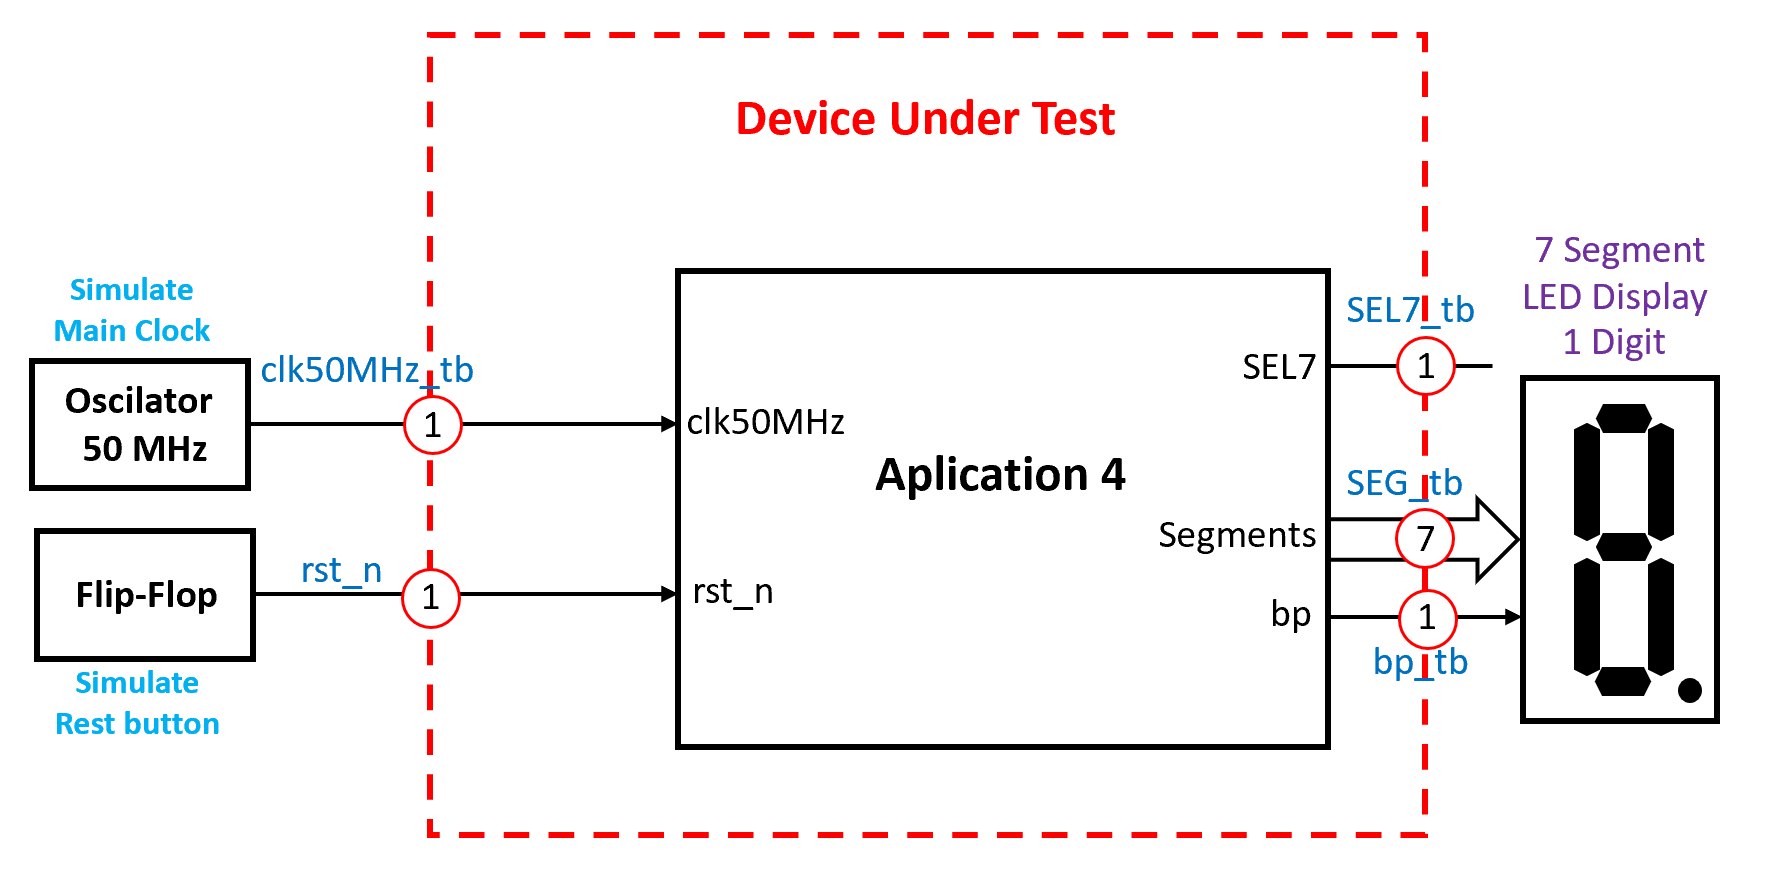 Device Under Test
Simulate
Main Clock
Oscilator
50 MHz
clk50MHz_tb
1
clk50MHz
Flip-Flop
rst_n
1
rst_n
Simulate
Rest button
Aplication 4
SEL7
SEL7_tb
1
Segments
SEG_tb
7
bp
1
bp_tb
7 Segment
LED Display
1 Digit